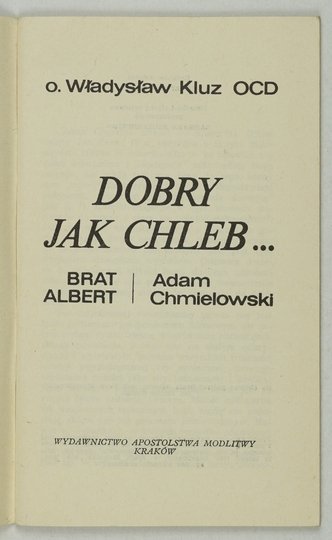 o. Władysław Kluz OCD
DOBRY
JAK CHLEB...
BRAT
ALBERT
Adam
Chmielowski
WYDAWNICTWO APOSTOLSTWA MODLITWY
KRAKÓW